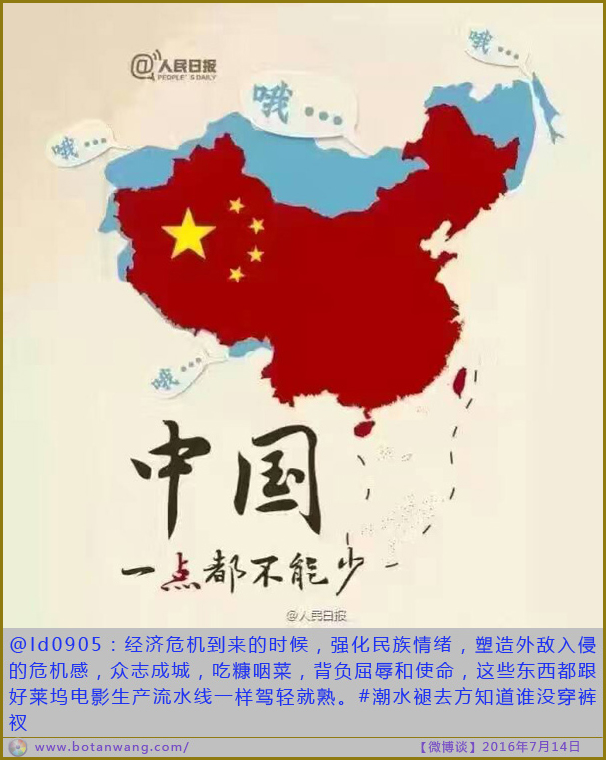 哦…
@人民日报
PEOPLE'S DAILY
哦…
哦…
哦…
中国
一点都不能少
@人民日报
@ld0905：经济危机到来的时候，强化民族情绪，塑造外敌入侵
的危机感，众志成城，吃糠咽菜，背负屈辱和使命，这些东西都跟
好莱坞电影生产流水线一样驾轻就熟。#潮水褪去方知道谁没穿裤
衩
www.botanwang.com/
【微博谈】2016年7月14日